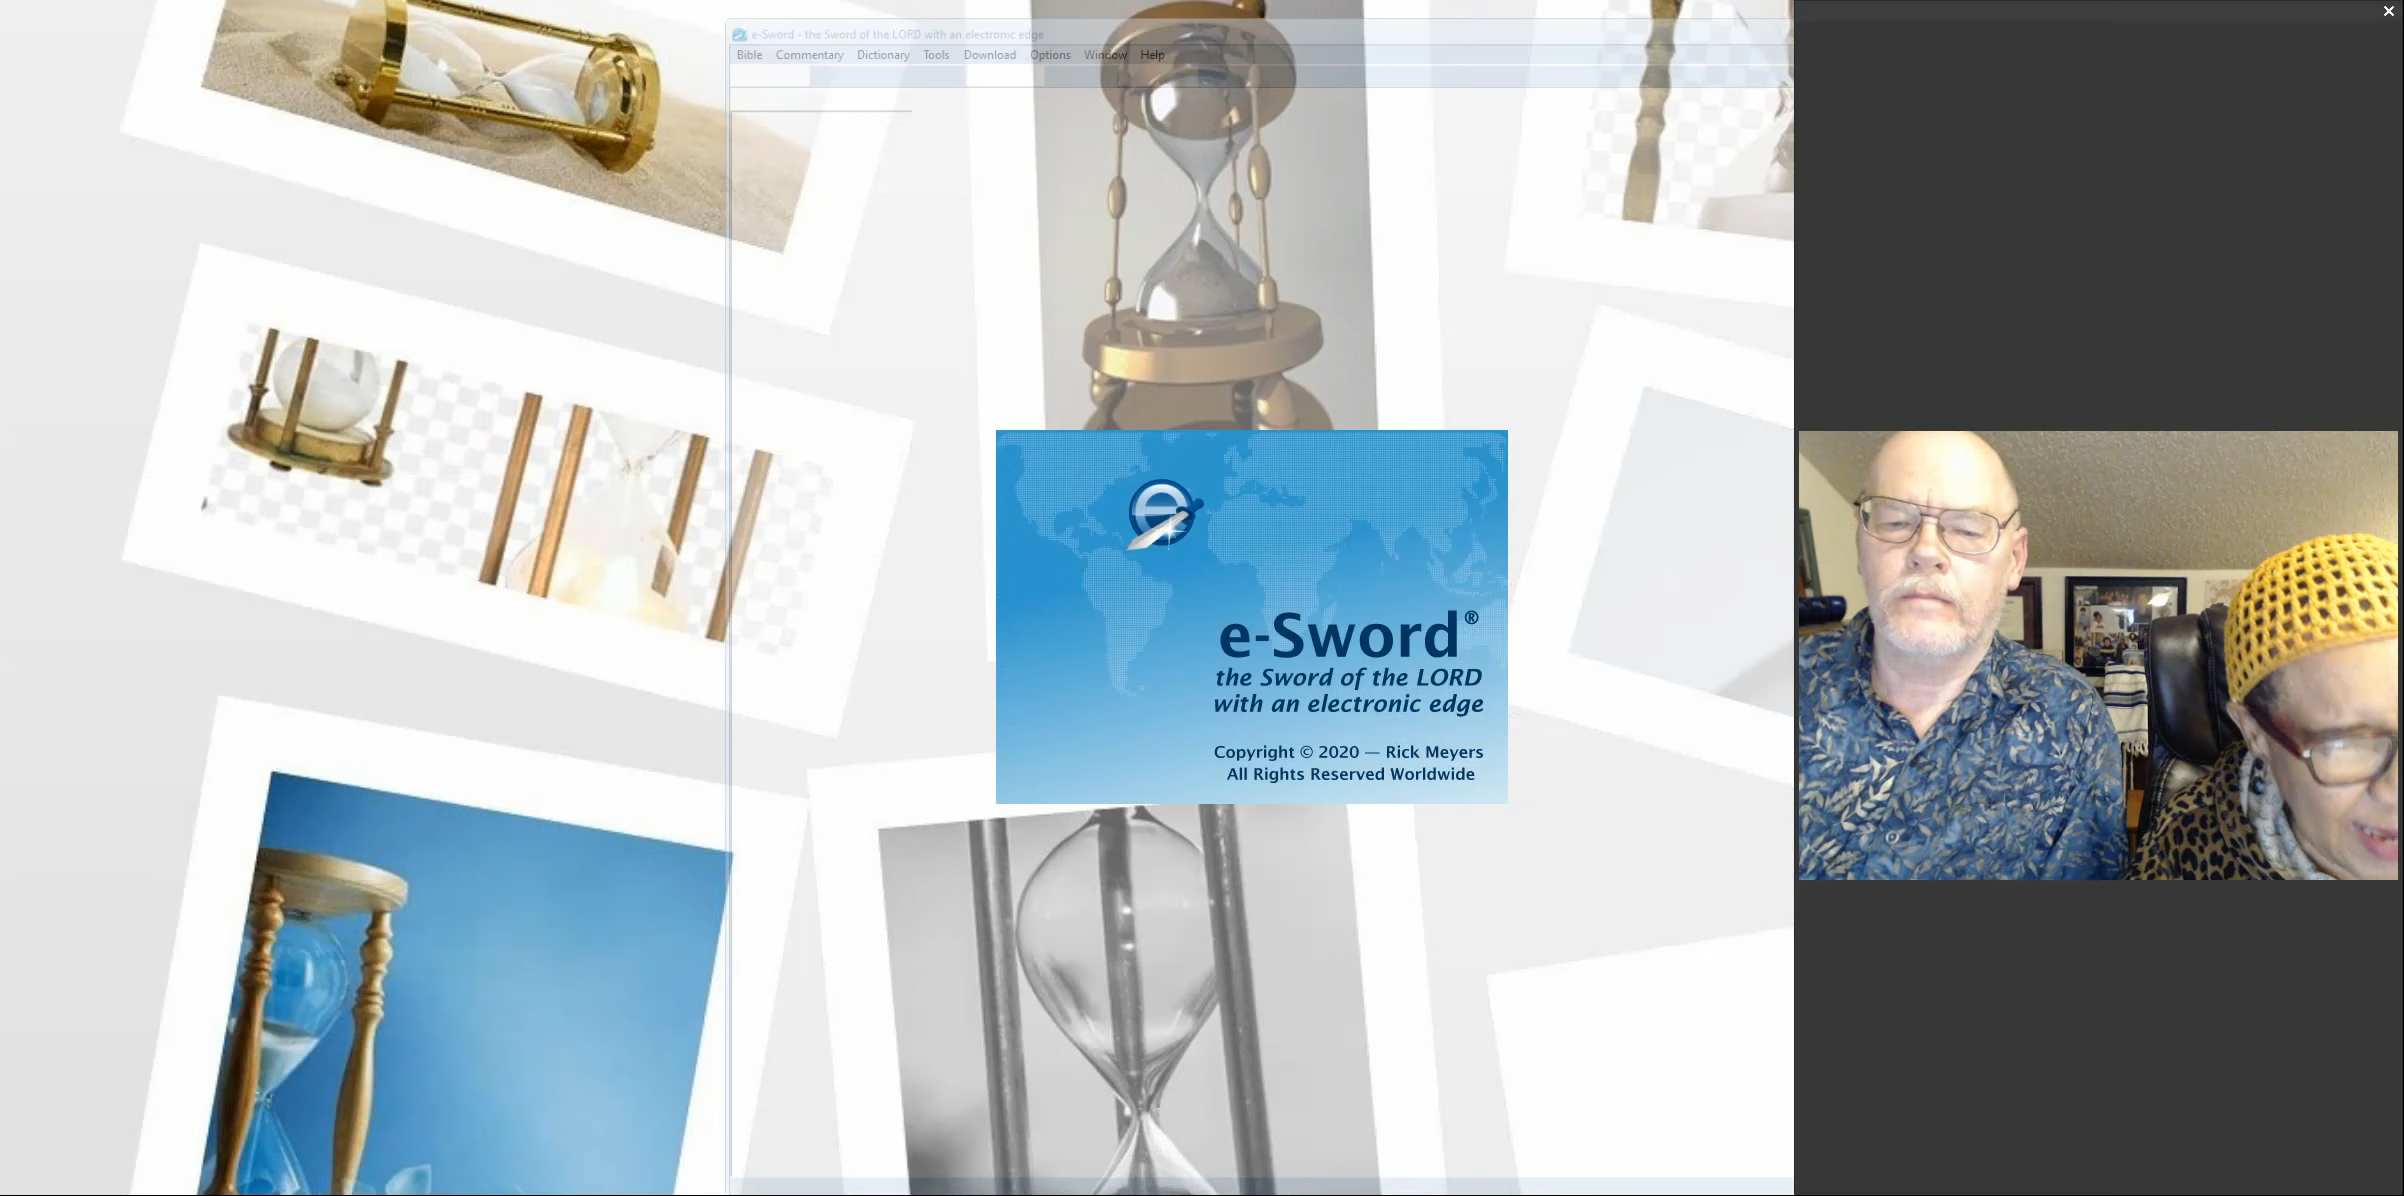 e-Sword - the Sword of the LORD with an electronic edge
Bible Commentary Dictionary Tools Download Options Window Help
e-Sword®
the Sword of the LORD
with an electronic edge
Copyright © 2020 — Rick Meyers
All Rights Reserved Worldwide